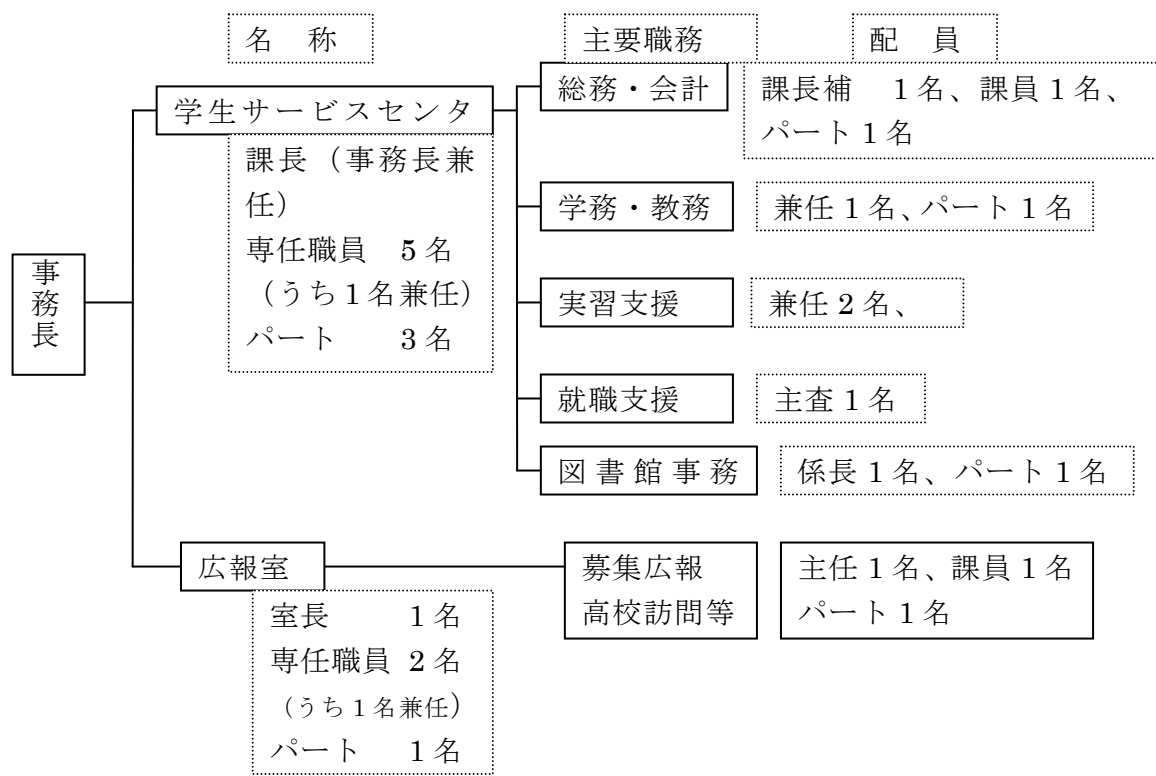 名　称
主要職務
配　員
学生サービスセンタ
総務・会計
課長補　1名、課員1名、
パート1名
課長（事務長兼
任）
専任職員　5名
（うち1名兼任）
パート　　3名
学務・教務
兼任1名、パート1名
事務長
実習支援
兼任2名、
就職支援
主査1名
図書館事務
係長1名、パート1名
広報室
募集広報
高校訪問等
主任1名、課員1名
パート1名
室長　　　1名
専任職員　2名
（うち1名兼任）
パート　　1名